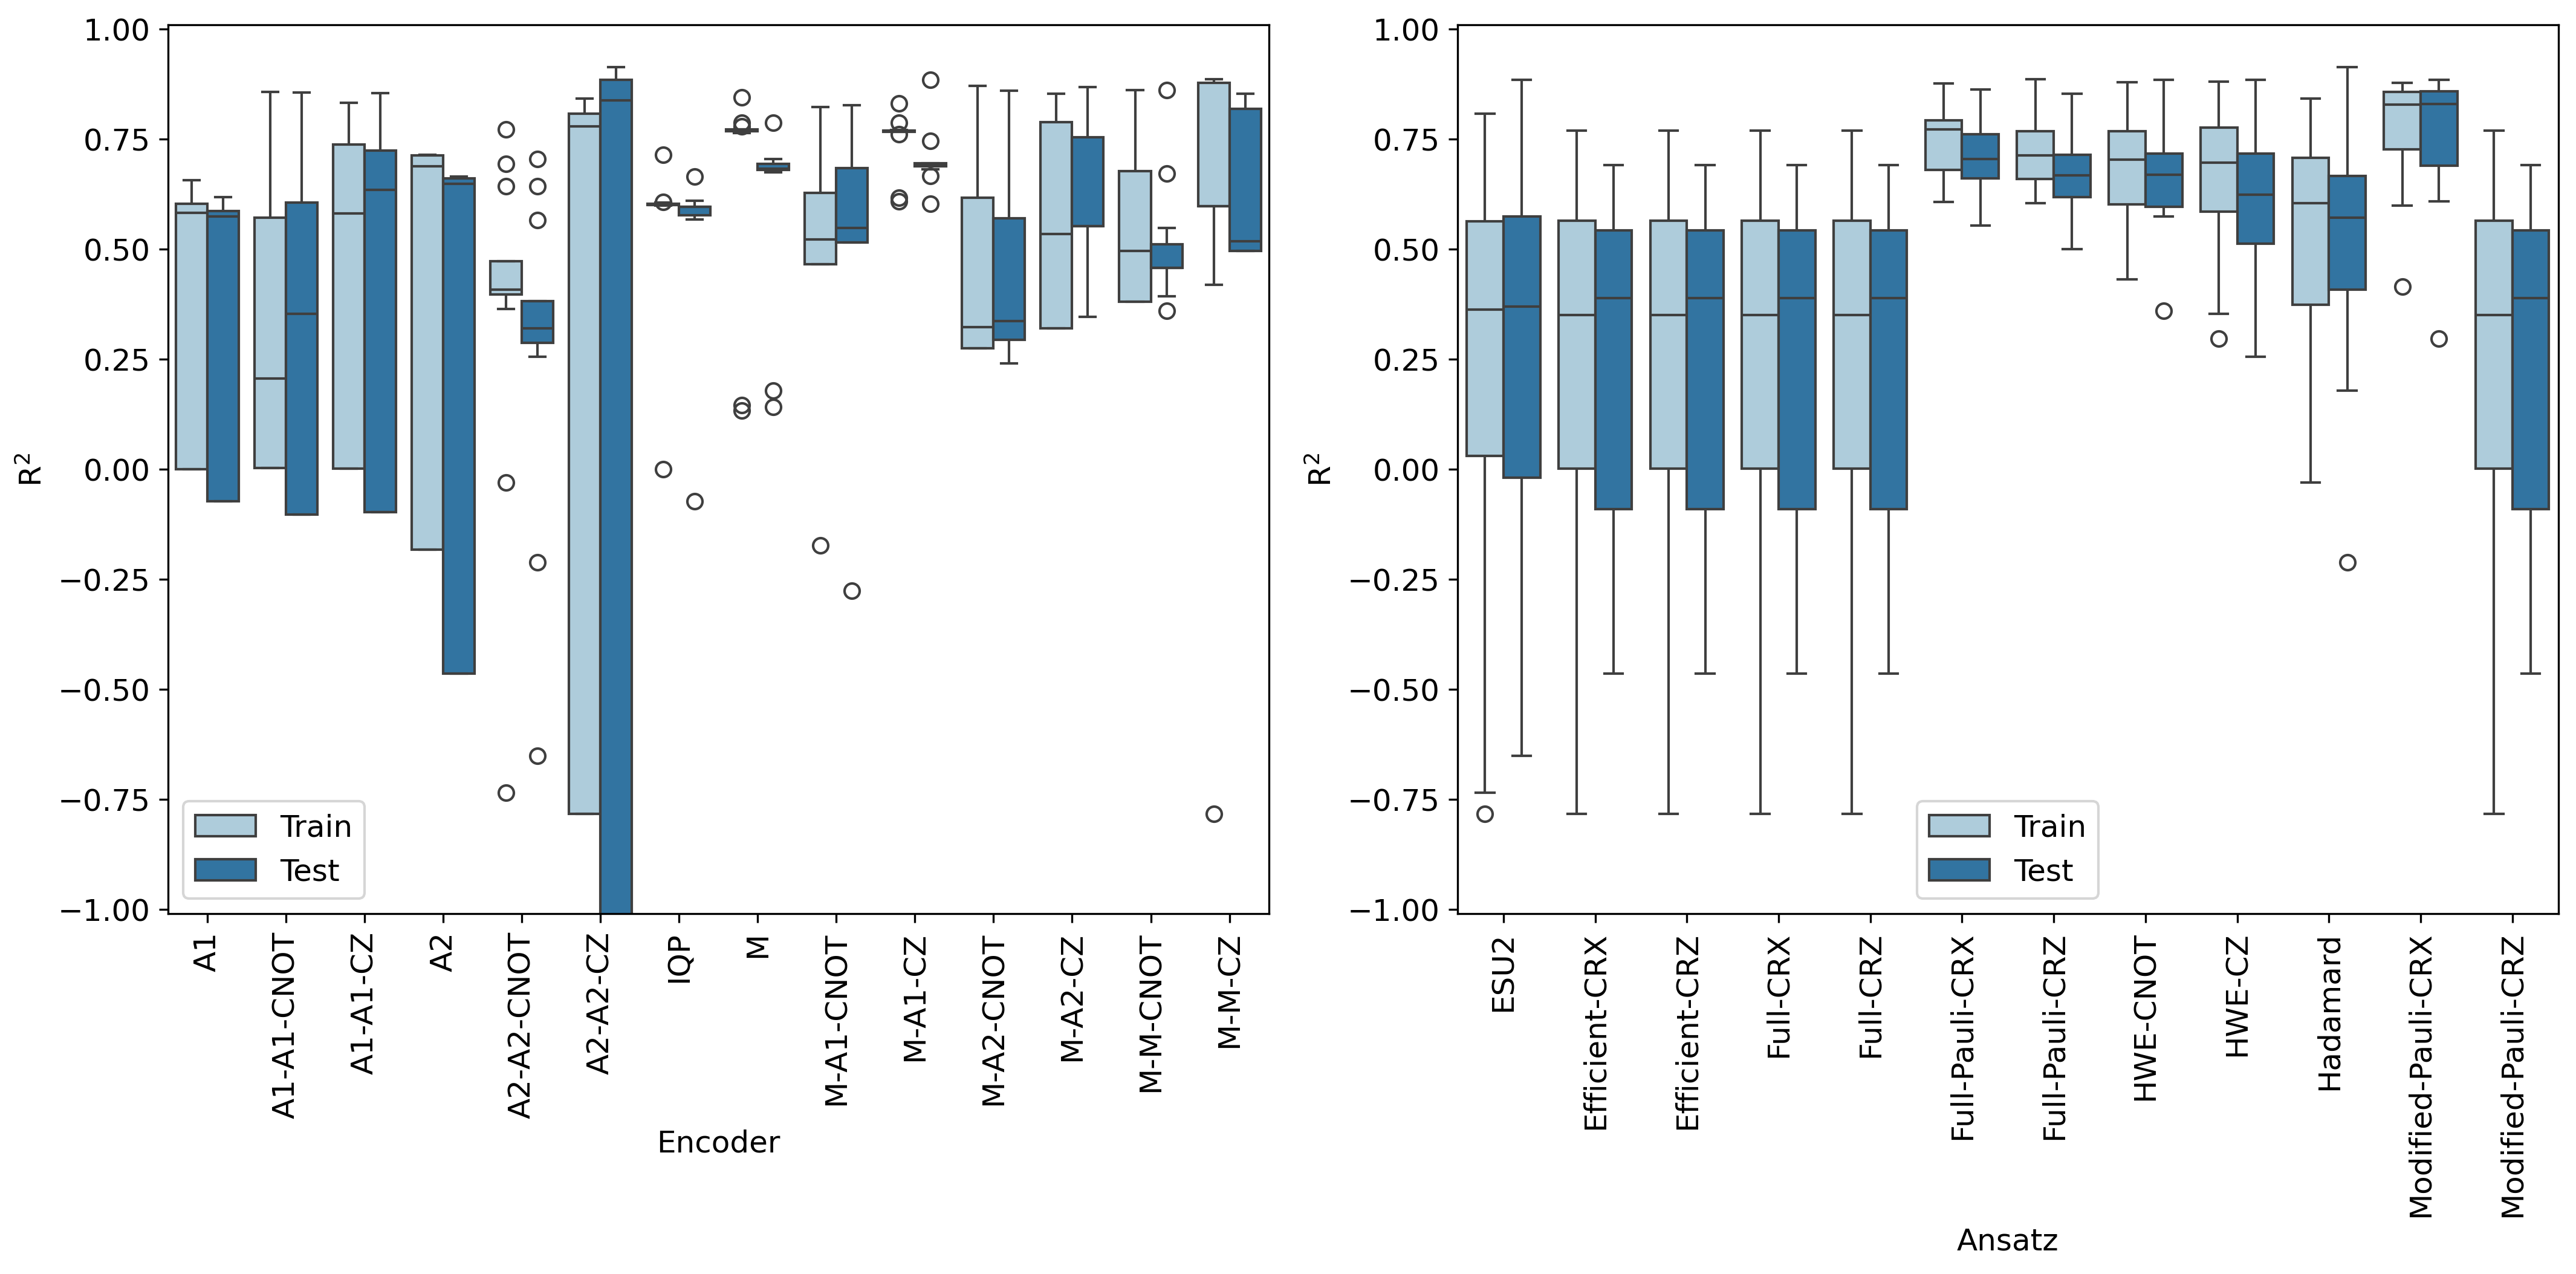 1.00
0.75
0.50
0.25
0.00
−0.25
−0.50
−0.75
−1.00
R²
Train
Test
A1
A1-A1-CNOT
A1-A1-CZ
A2
A2-A2-CNOT
A2-A2-CZ
IQP
M
M-A1-CNOT
M-A1-CZ
M-A2-CNOT
M-A2-CZ
M-M-CNOT
M-M-CZ
Encoder
1.00
0.75
0.50
0.25
0.00
−0.25
−0.50
−0.75
−1.00
R²
Train
Test
ESU2
Efficient-CRX
Efficient-CRZ
Full-CRX
Full-CRZ
Full-Pauli-CRX
Full-Pauli-CRZ
HWE-CNOT
HWE-CZ
Hadamard
Modified-Pauli-CRX
Modified-Pauli-CRZ
Ansatz